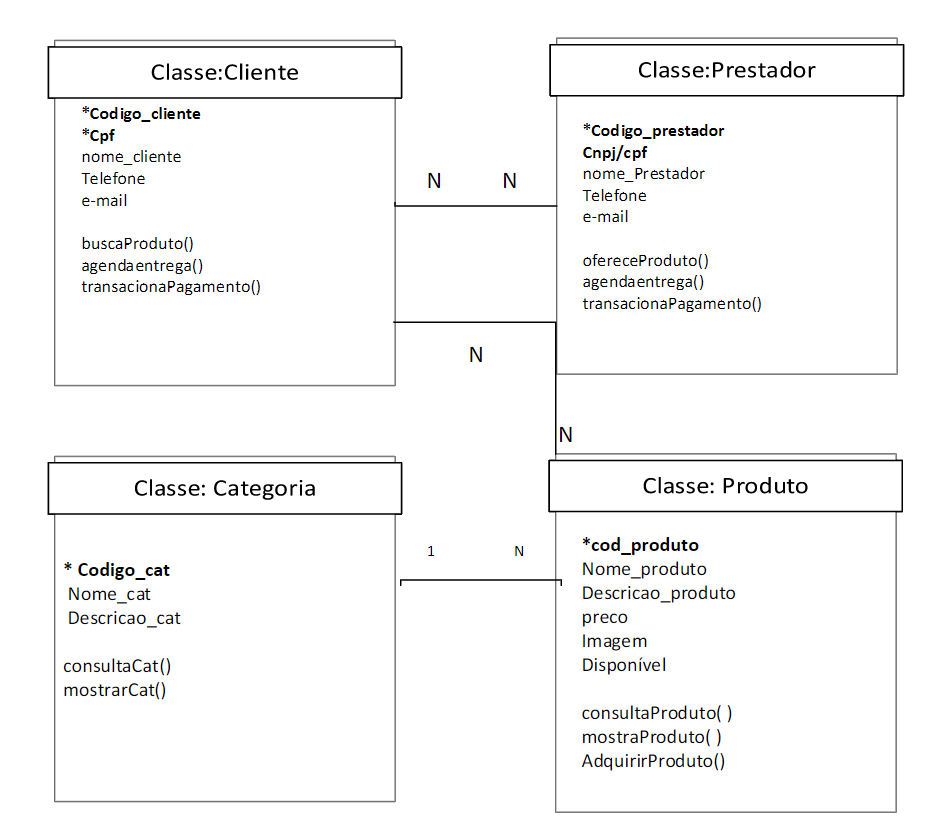 Classe:Cliente
*Codigo_cliente
*Cpf
nome_cliente
Telefone
e-mail
buscaProduto()
agendaentrega()
transacionaPagamento()
N N
Classe:Prestador
*Codigo_prestador
Cnpj/cpf
nome_Prestador
Telefone
e-mail
ofereceProduto()
agendaentrega()
transacionaPagamento()
N
N
Classe: Categoria
* Codigo_cat
Nome_cat
Descricao_cat
consultaCat()
mostrarCat()
1 N
Classe: Produto
*cod_produto
Nome_produto
Descricao_produto
preco
Imagem
Disponível
consultaProduto( )
mostraProduto( )
AdquirirProduto()